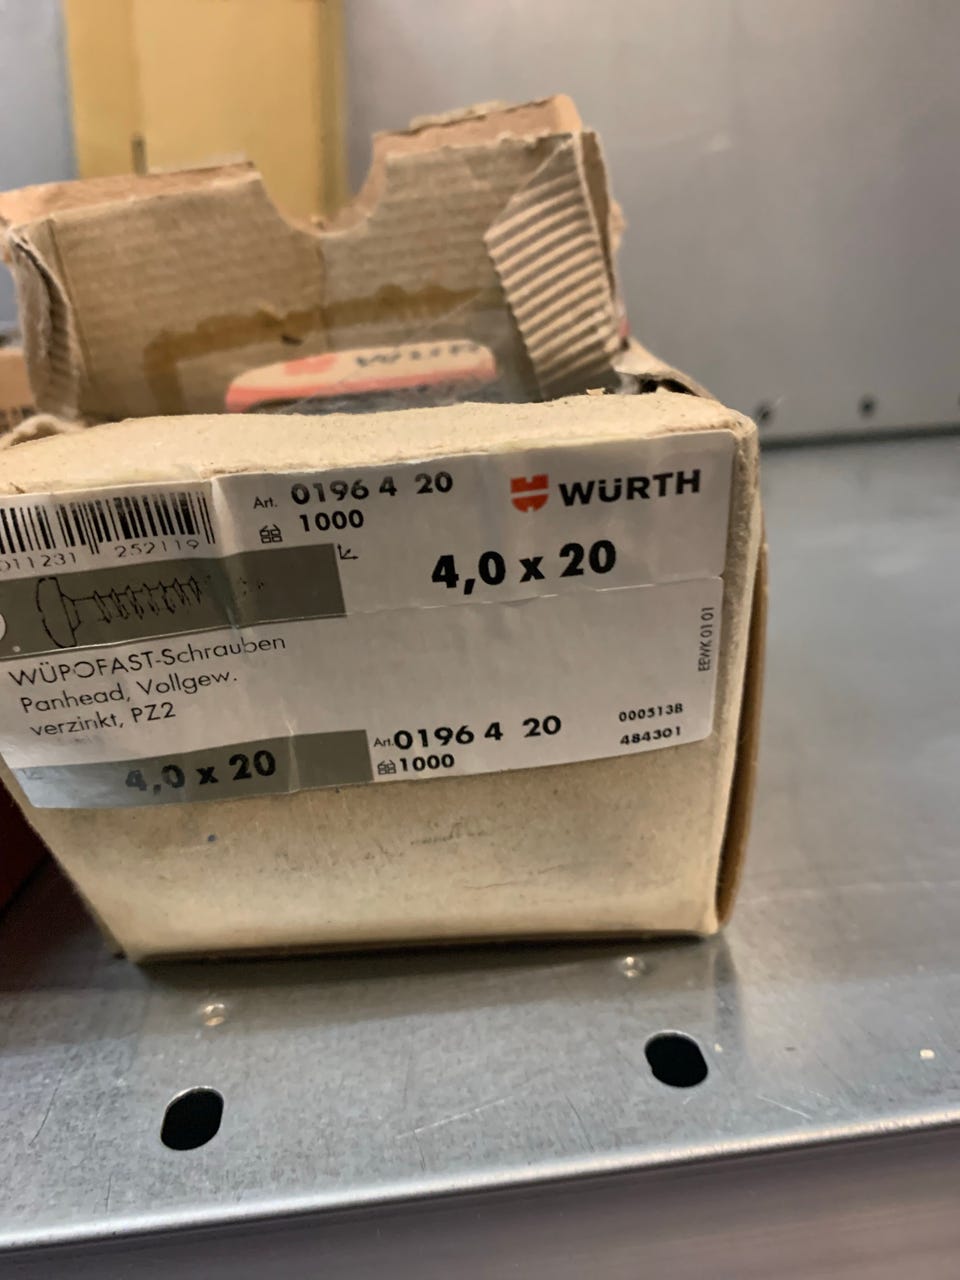 WÜR
Art. 0196 4 20
WÜRTH
1000
4,0 x 20
011231 252119
WÜPOFAST-Schrauben
Panhead, Vollgew.
verzinkt, PZ2
EEWK 01 01
4,0 x 20
Art. 0196 4 20
1000
0005138
484301